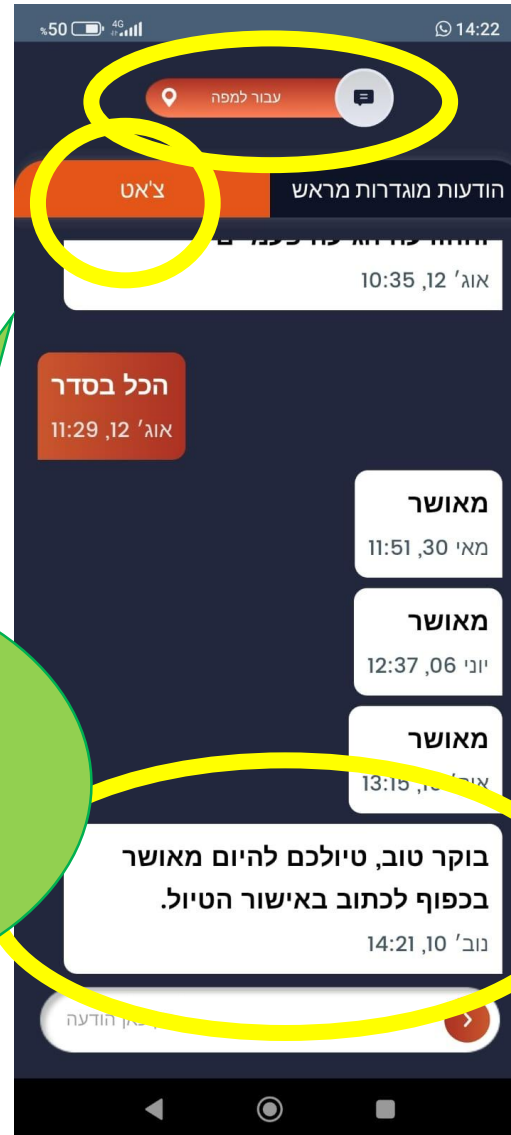 %50 4G 14:22
עבור למפה
הודעות מוגדרות מראש
צ'אט
אוג׳ 12, 10:35
הכל בסדר
אוג׳ 12, 11:29
מאושר
מאי 30, 11:51
מאושר
יוני 06, 12:37
מאושר
13:15
בוקר טוב, טיולכם להיום מאושר
בכפוף לכתוב באישור הטיול.
נוב׳ 10, 14:21
כאן הודעה